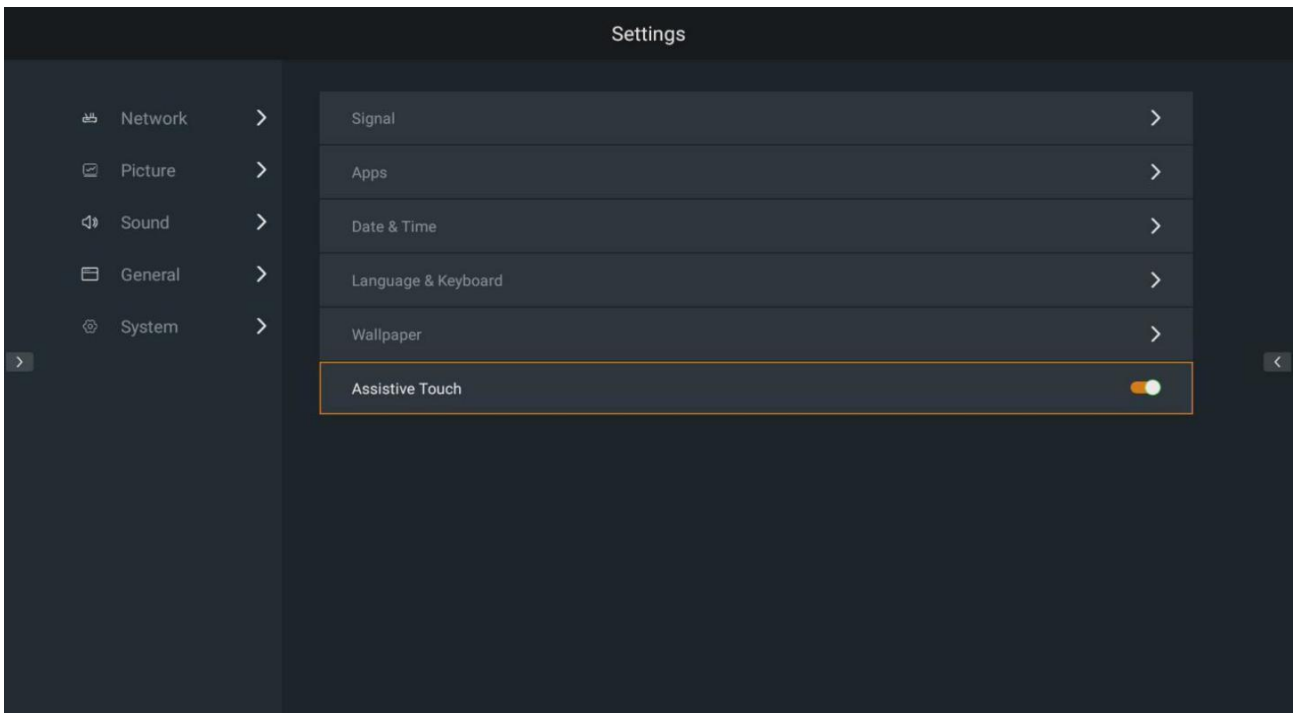 Settings
Network
Picture
Sound
General
System
Signal
Apps
Date & Time
Language & Keyboard
Wallpaper
Assistive Touch